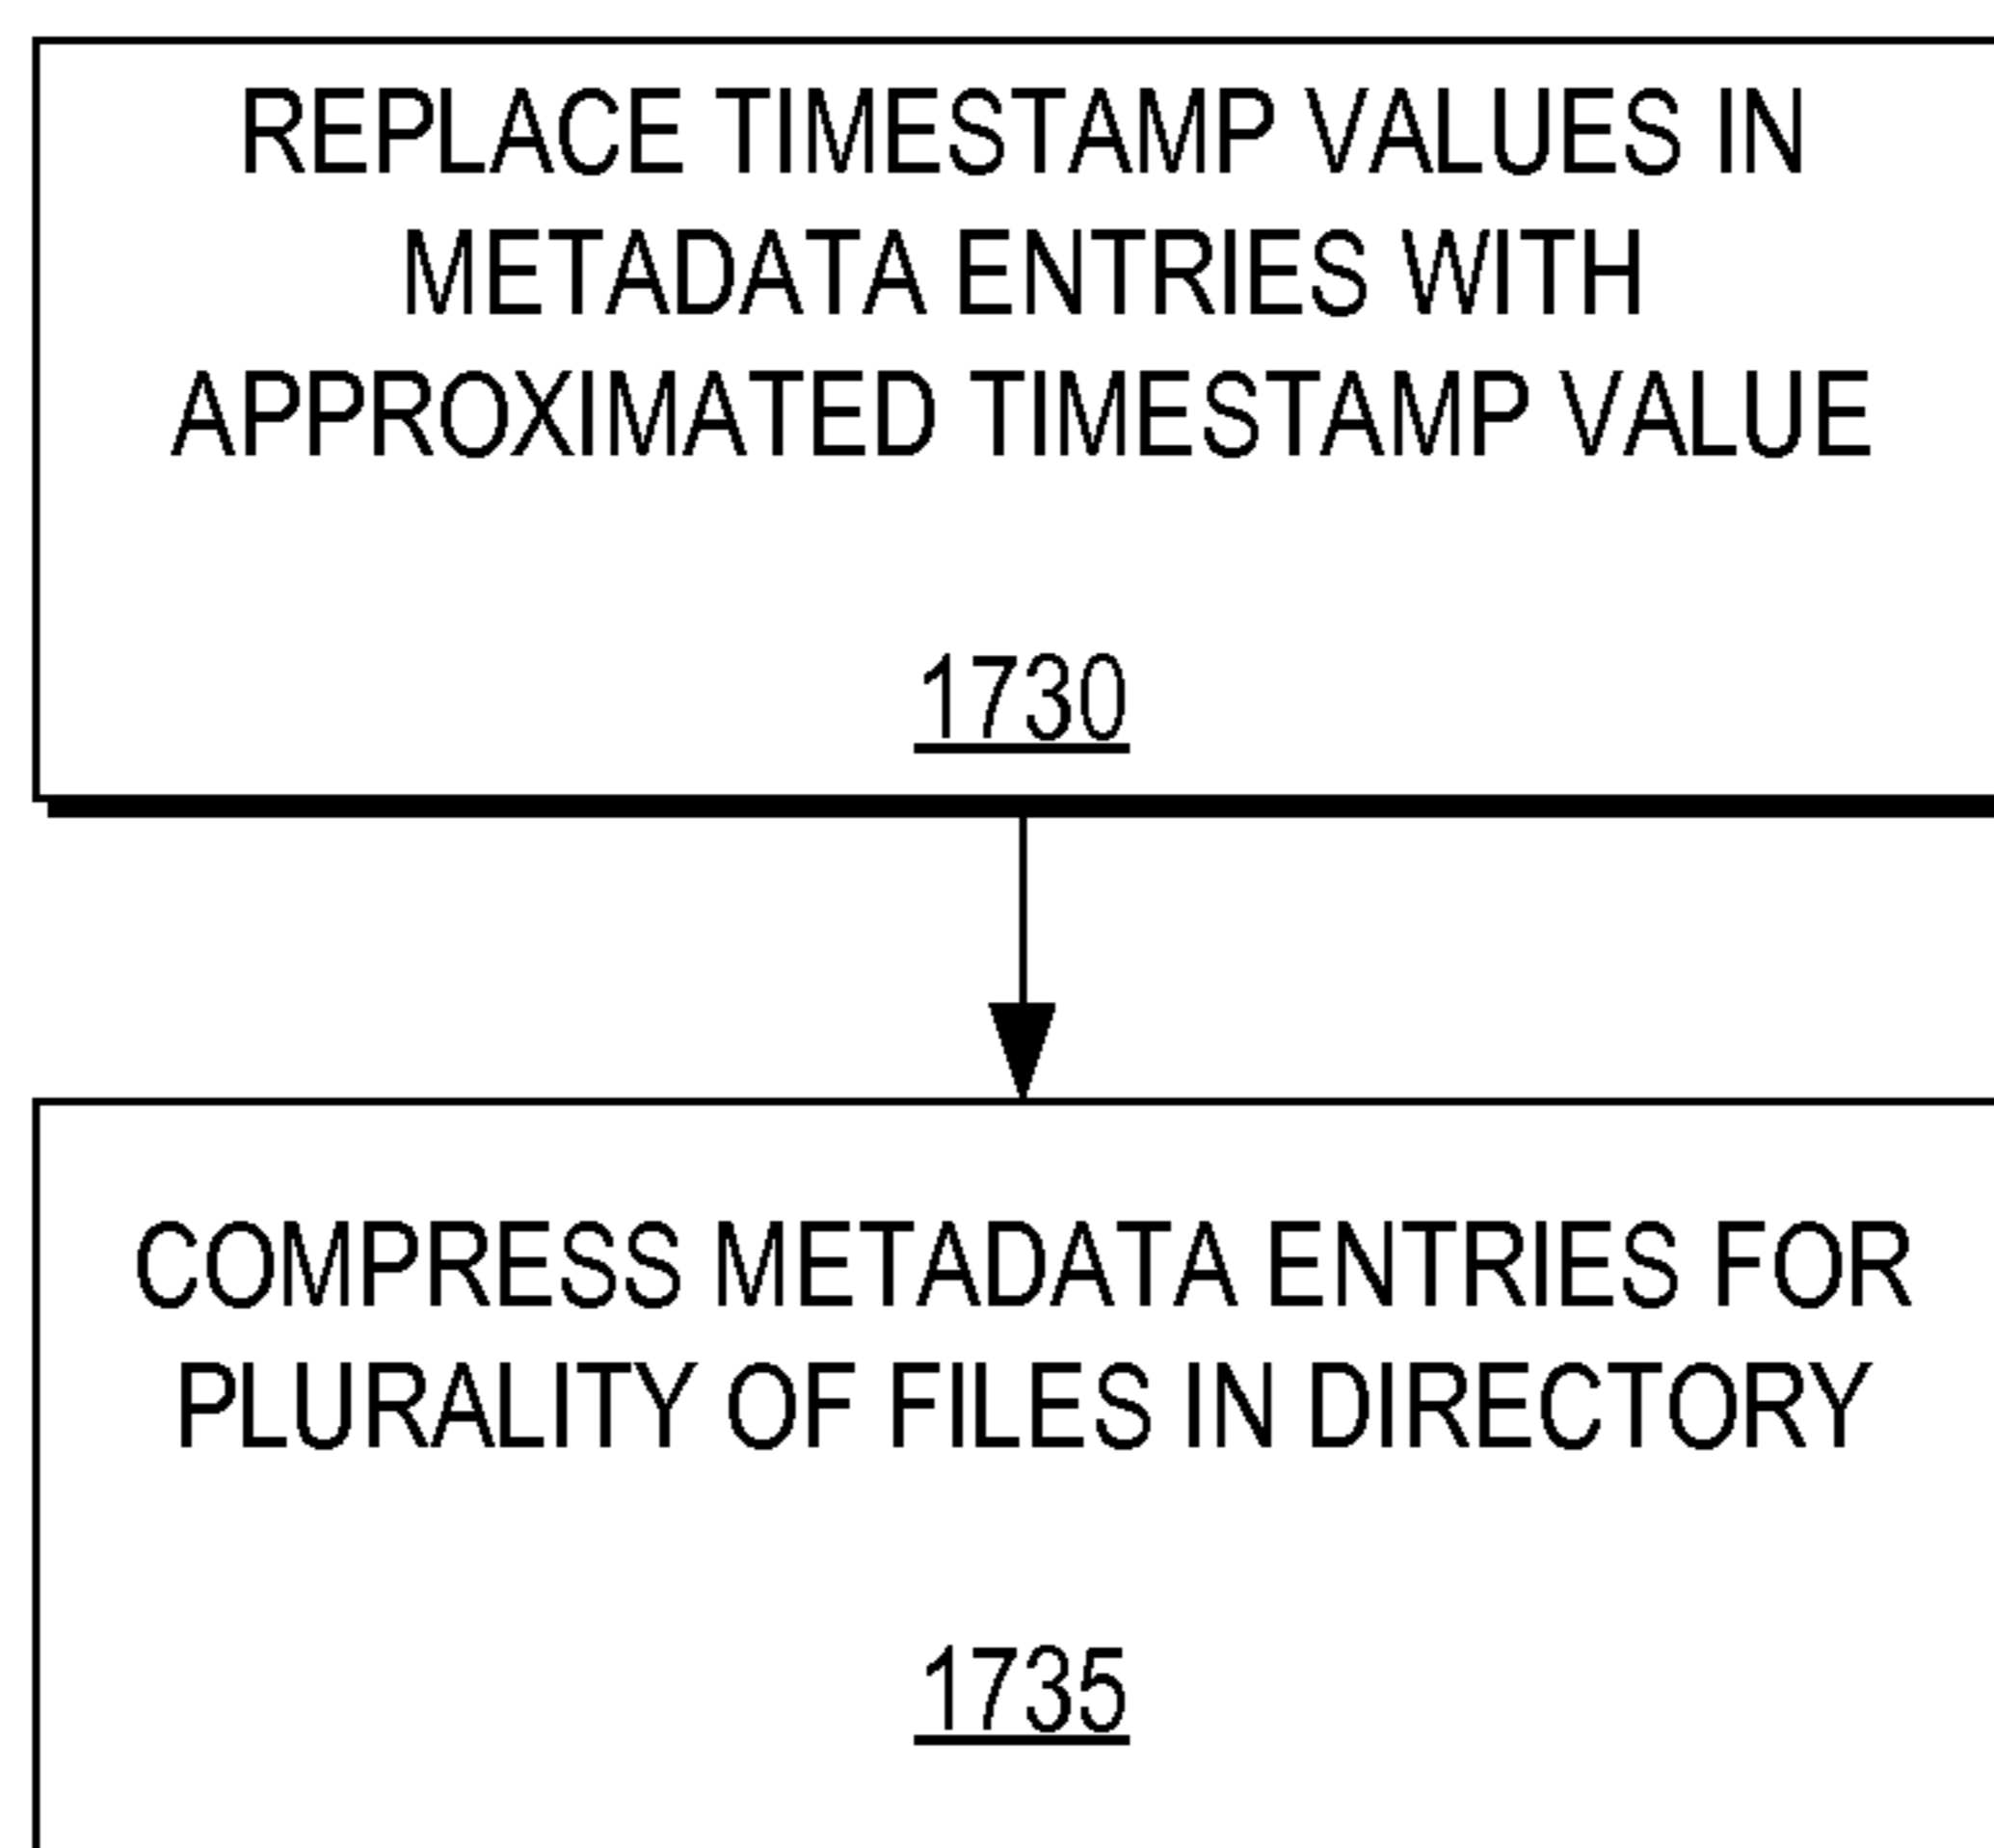 REPLACE TIMESTAMP VALUES IN
METADATA ENTRIES WITH
APPROXIMATED TIMESTAMP VALUE
1730
COMPRESS METADATA ENTRIES FOR
PLURALITY OF FILES IN DIRECTORY
1735